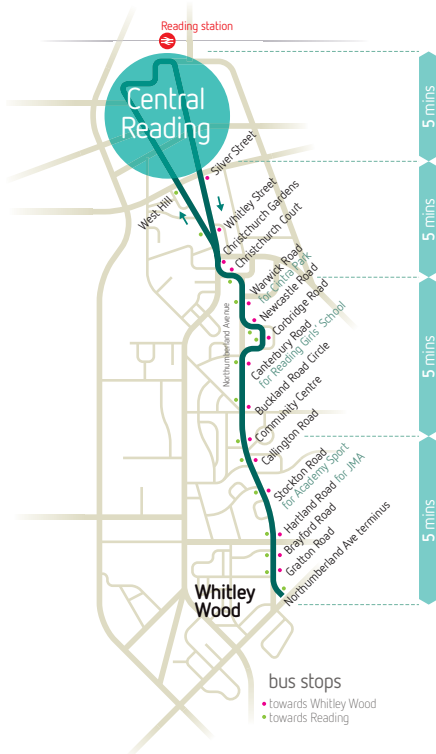 Reading station
Central
Reading
5 mins
Silver Street
West Hill
Whitley Street
Christchurch Gardens
Christchurch Court
5 mins
Warwick Road
for Cintra Park
Newcastle Road
Corbridge Road
Northumberland Avenue
Canterbury Road
for Reading Girls' School
Buckland Road Circle
5 mins
Community Centre
Callington Road
Stockton Road
for Academy Sport
Hartland Road for JMA
Brayford Road
Gratton Road
Northumberland Ave terminus
5 mins
Whitley
Wood
bus stops
towards Whitley Wood
towards Reading